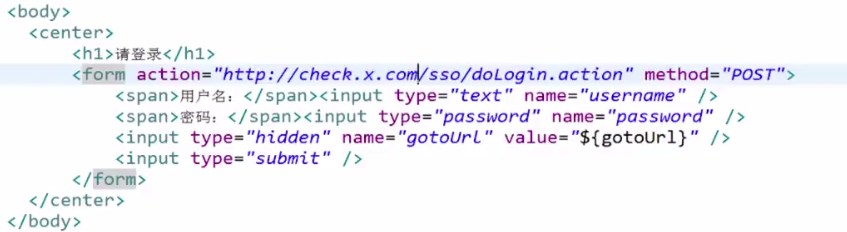 <body>
<center>
<h1>请登录</h1>
<form action="http://check.x.com/sso/doLogin.action" method="POST">
<span>用户名：</span><input type="text" name="username" />
<span>密码：</span><input type="password" name="password" />
<input type="hidden" name="gotoUrl" value="${gotoUrl}" />
<input type="submit" />
</form>
</center>
</body>